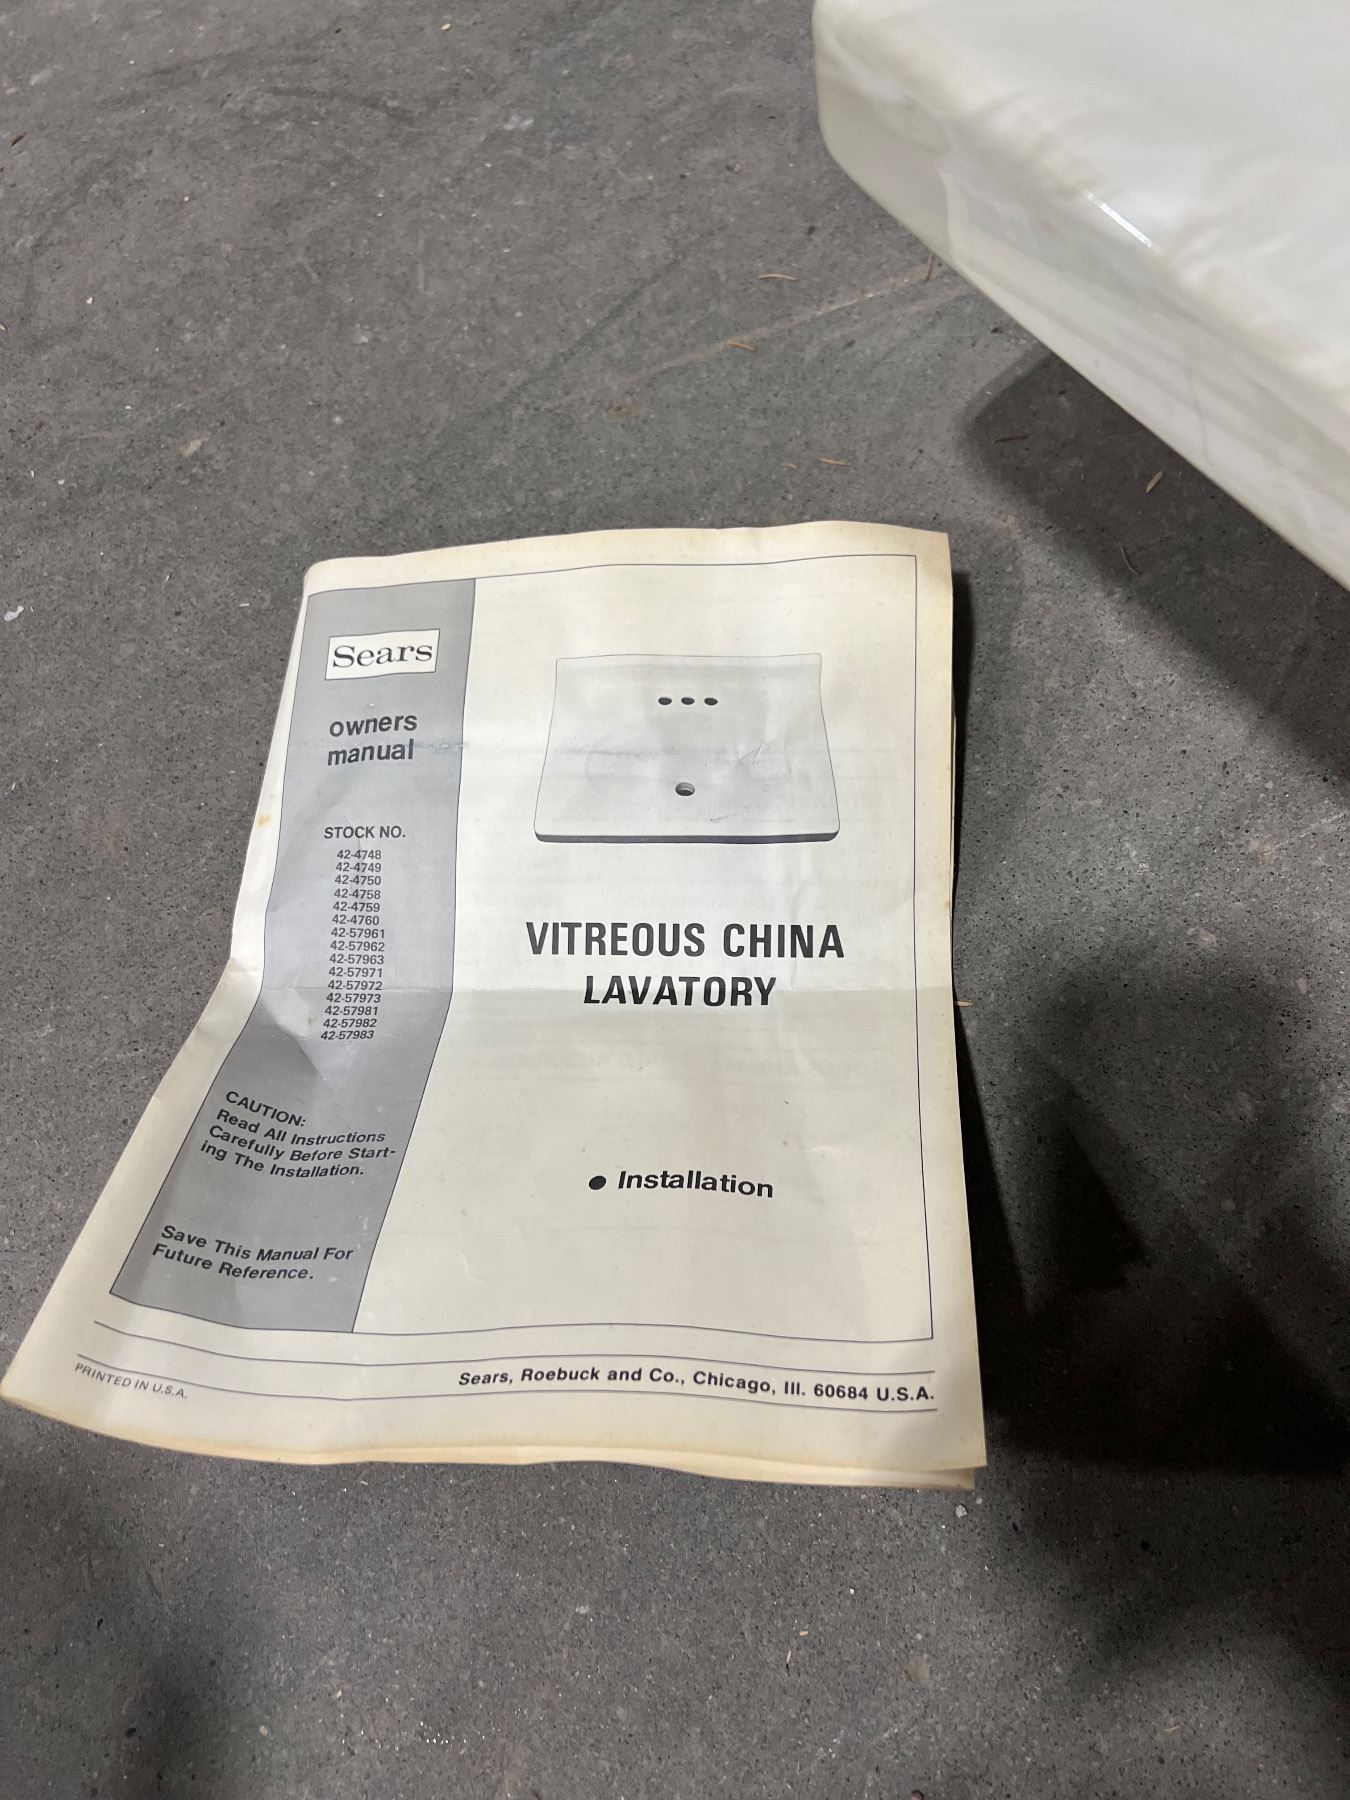 Sears
owners
manual
STOCK NO.
42-4748
42-4749
42-4750
42-4758
42-4759
42-4760
42-57961
42-57962
42-57963
42-57971
42-57972
42-57973
42-57981
42-57982
42-57983
CAUTION:
Read All Instructions
Carefully Before Start-
ing The Installation.
Save This Manual For
Future Reference.
VITREOUS CHINA
LAVATORY
● Installation
PRINTED IN U.S.A.
Sears, Roebuck and Co., Chicago, Ill. 60684 U.S.A.